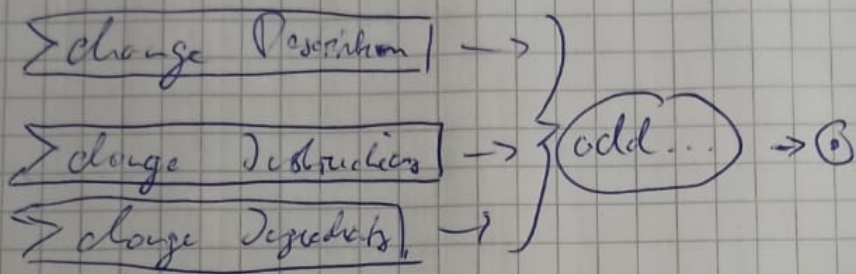 change Description
add...
change Instructions
change Ingredients